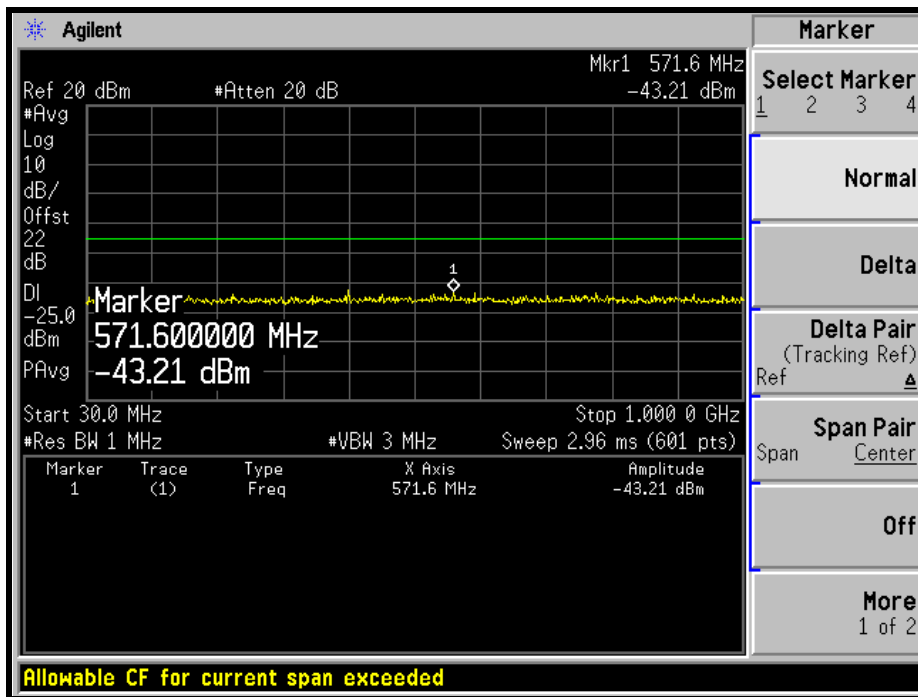 Agilent
Marker
Mkr1 571.6 MHz
Ref 20 dBm #Atten 20 dB -43.21 dBm
#Avg
Log
10
dB/
Offst
22
dB
DI
-25.0
dBm
PAvg
1
Marker
571.600000 MHz
-43.21 dBm
Start 30.0 MHz Stop 1.000 0 GHz
#Res BW 1 MHz #VBW 3 MHz Sweep 2.96 ms (601 pts)
Marker Trace Type X Axis Amplitude
1 (1) Freq 571.6 MHz -43.21 dBm
Select Marker
1 2 3 4
Normal
Delta
Delta Pair
(Tracking Ref)
Ref Δ
Span Pair
Span Center
Off
More
1 of 2
Allowable CF for current span exceeded